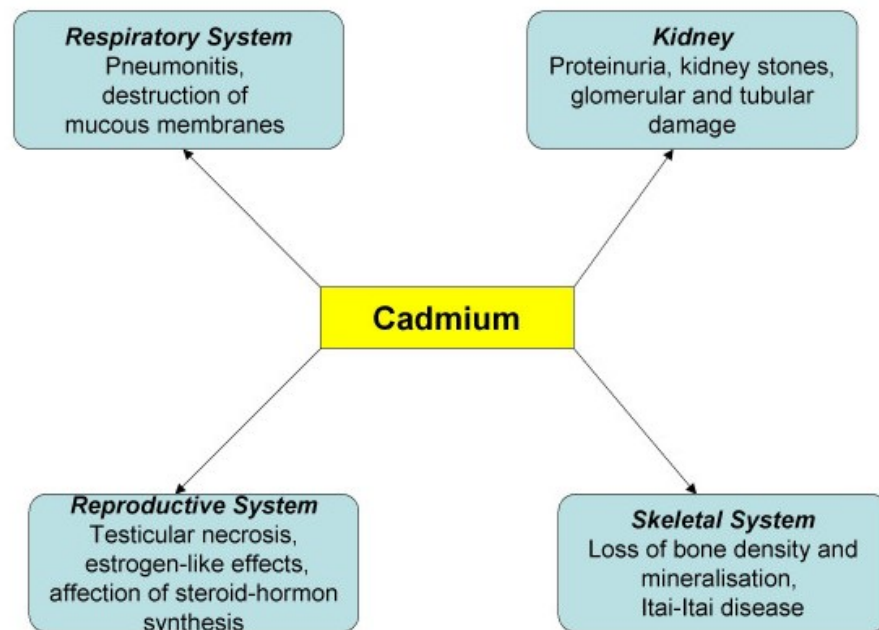 Respiratory System
Pneumonitis,
destruction of
mucous membranes
Kidney
Proteinuria, kidney stones,
glomerular and tubular
damage
Cadmium
Reproductive System
Testicular necrosis,
estrogen-like effects,
affection of steroid-hormon
synthesis
Skeletal System
Loss of bone density and
mineralisation,
Itai-Itai disease